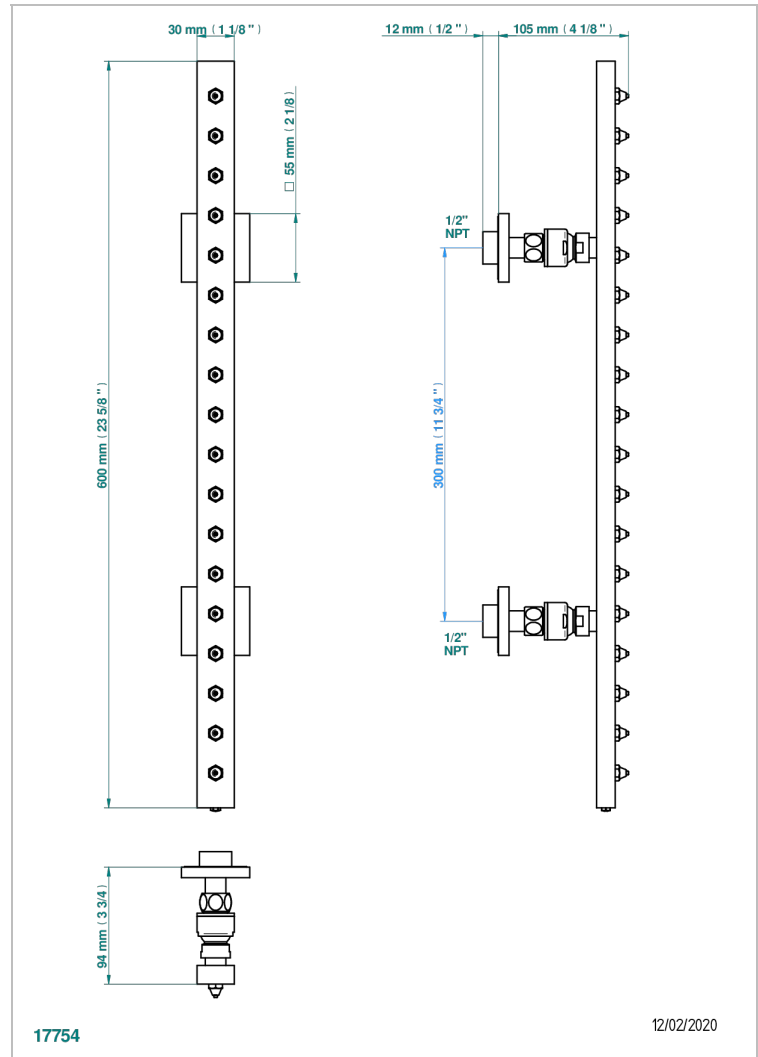 30 mm ( 1 1/8" )
12 mm ( 1/2" )
105 mm ( 4 1/8" )
□ 55 mm ( 2 1/8)
1/2"
NPT
600 mm ( 23 5/8" )
300 mm ( 11 3/4" )
1/2"
NPT
94 mm ( 3 3/4 )
17754
12/02/2020